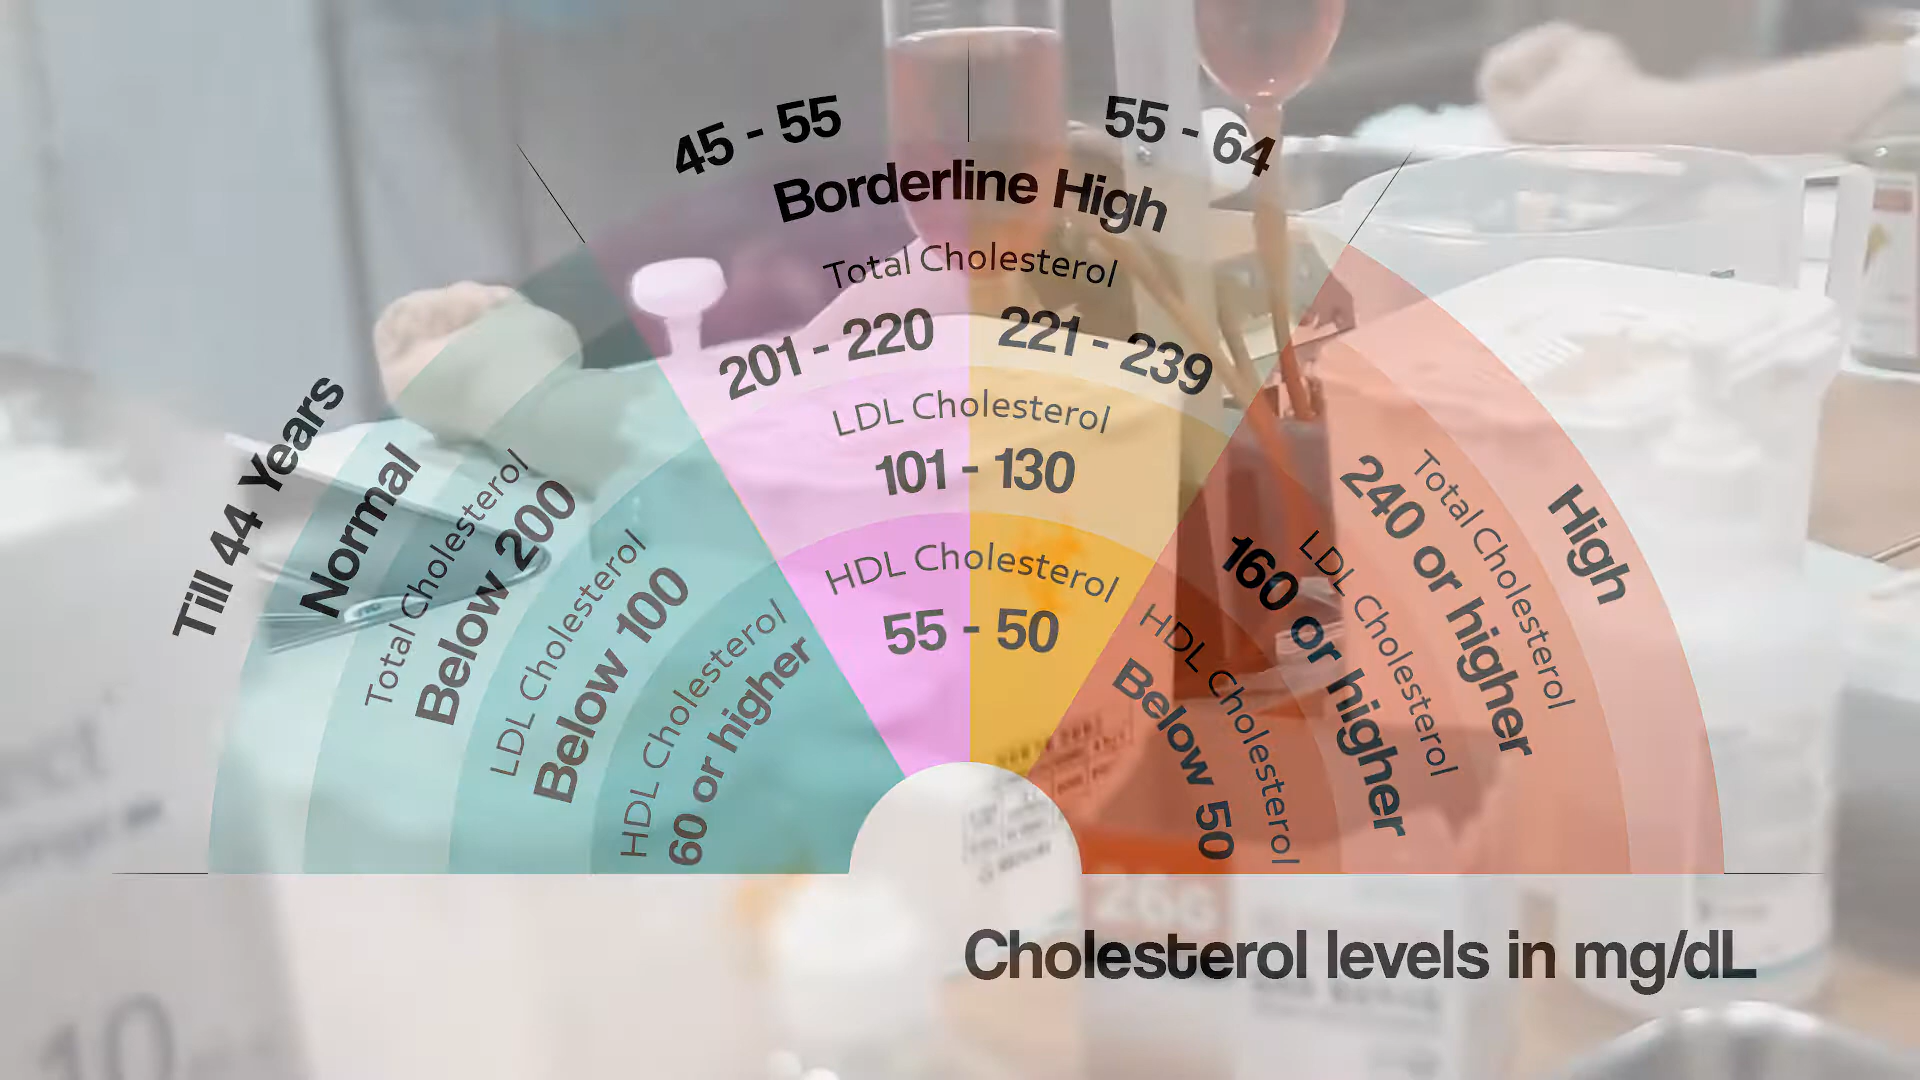 Till 44 Years
Normal
Total Cholesterol
Below 200
LDL Cholesterol
Below 100
HDL Cholesterol
60 or higher
45 - 55
55 - 64
Borderline High
Total Cholesterol
201 - 220
221 - 239
LDL Cholesterol
101 - 130
HDL Cholesterol
55 - 50
High
Total Cholesterol
240 or higher
LDL Cholesterol
160 or higher
HDL Cholesterol
Below 50
Cholesterol levels in mg/dL
26G
10